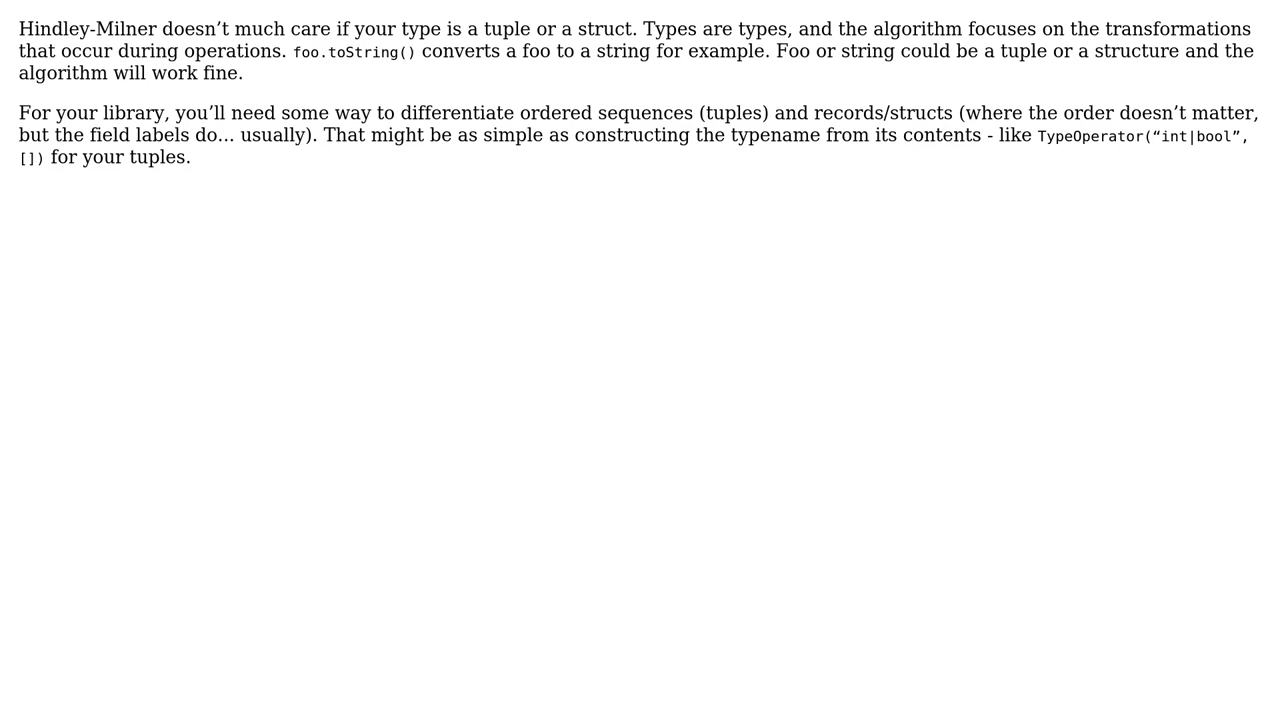 Hindley-Milner doesn’t much care if your type is a tuple or a struct. Types are types, and the algorithm focuses on the transformations
that occur during operations. foo.toString() converts a foo to a string for example. Foo or string could be a tuple or a structure and the
algorithm will work fine.
For your library, you’ll need some way to differentiate ordered sequences (tuples) and records/structs (where the order doesn’t matter,
but the field labels do… usually). That might be as simple as constructing the typename from its contents - like TypeOperator(“int|bool”,
[]) for your tuples.